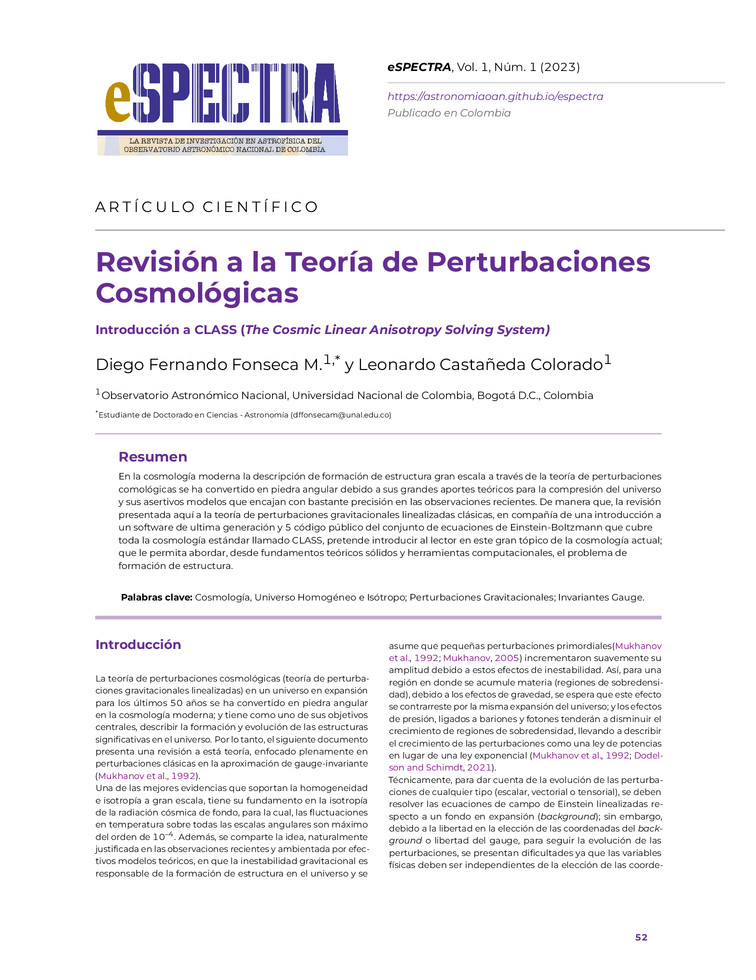 eSPECTRA
LA REVISTA DE INVESTIGACIÓN EN ASTROFÍSICA DEL
OBSERVATORIO ASTRONÓMICO NACIONAL DE COLOMBIA
eSPECTRA, Vol. 1, Núm. 1 (2023)
https://astronomiaoan.github.io/espectra
Publicado en Colombia
ARTÍCULO CIENTÍFICO
Revisión a la Teoría de Perturbaciones
Cosmológicas
Introducción a CLASS (The Cosmic Linear Anisotropy Solving System)
Diego Fernando Fonseca M.1,* y Leonardo Castañeda Colorado1
1Observatorio Astronómico Nacional, Universidad Nacional de Colombia, Bogotá D.C., Colombia
*Estudiante de Doctorado en Ciencias - Astronomía (dffonsecam@unal.edu.co)
Resumen
En la cosmología moderna la descripción de formación de estructura gran escala a través de la teoría de perturbaciones
comológicas se ha convertido en piedra angular debido a sus grandes aportes teóricos para la compresión del universo
y sus asertivos modelos que encajan con bastante precisión en las observaciones recientes. De manera que, la revisión
presentada aquí a la teoría de perturbaciones gravitacionales linealizadas clásicas, en compañía de una introducción a
un software de ultima generación y 5 código público del conjunto de ecuaciones de Einstein-Boltzmann que cubre
toda la cosmología estándar llamado CLASS, pretende introducir al lector en este gran tópico de la cosmología actual;
que le permita abordar, desde fundamentos teóricos sólidos y herramientas computacionales, el problema de
formación de estructura.
Palabras clave: Cosmología, Universo Homogéneo e Isótropo; Perturbaciones Gravitacionales; Invariantes Gauge.
Introducción
La teoría de perturbaciones cosmológicas (teoría de perturba-
ciones gravitacionales linealizadas) en un universo en expansión
para los últimos 50 años se ha convertido en piedra angular
en la cosmología moderna; y tiene como uno de sus objetivos
centrales, describir la formación y evolución de las estructuras
significativas en el universo. Por lo tanto, el siguiente documento
presenta una revisión a está teoría, enfocado plenamente en
perturbaciones clásicas en la aproximación de gauge-invariante
(Mukhanov et al., 1992).
Una de las mejores evidencias que soportan la homogeneidad
e isotropía a gran escala, tiene su fundamento en la isotropía
de la radiación cósmica de fondo, para la cual, las fluctuaciones
en temperatura sobre todas las escalas angulares son máximo
del orden de 10⁻⁴. Además, se comparte la idea, naturalmente
justificada en las observaciones recientes y ambientada por efec-
tivos modelos teóricos, en que la inestabilidad gravitacional es
responsable de la formación de estructura en el universo y se
asume que pequeñas perturbaciones primordiales(Mukhanov
et al., 1992; Mukhanov, 2005) incrementaron suavemente su
amplitud debido a estos efectos de inestabilidad. Así, para una
región en donde se acumule materia (regiones de sobredensi-
dad), debido a los efectos de gravedad, se espera que este efecto
se contrarreste por la misma expansión del universo; y los efectos
de presión, ligados a bariones y fotones tenderán a disminuir el
crecimiento de regiones de sobredensidad, llevando a describir
el crecimiento de las perturbaciones como una ley de potencias
en lugar de una ley exponencial (Mukhanov et al., 1992; Dodel-
son and Schimdt, 2021).
Técnicamente, para dar cuenta de la evolución de las perturba-
ciones de cualquier tipo (escalar, vectorial o tensorial), se deben
resolver las ecuaciones de campo de Einstein linealizadas re-
specto a un fondo en expansión (background); sin embargo,
debido a la libertad en la elección de las coordenadas del back-
ground o libertad del gauge, para seguir la evolución de las
perturbaciones, se presentan dificultades ya que las variables
físicas deben ser independientes de la elección de las coorde-
52